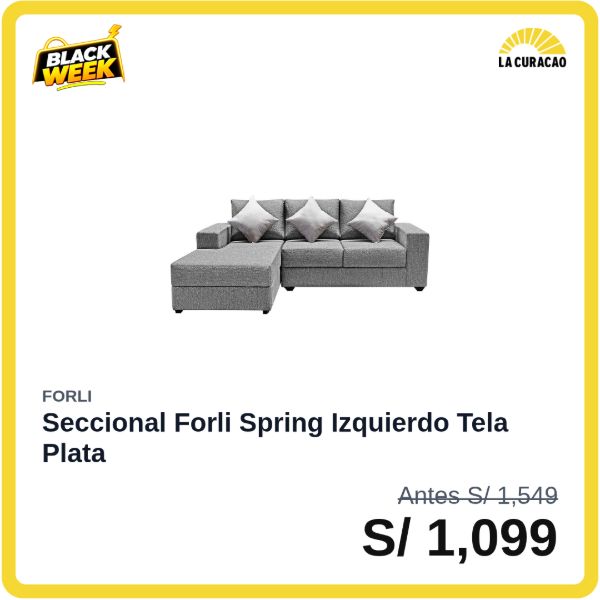 BLACK
WEEK
LA CURACAO
FORLI
Seccional Forli Spring Izquierdo Tela
Plata
Antes S/ 1,549
S/ 1,099